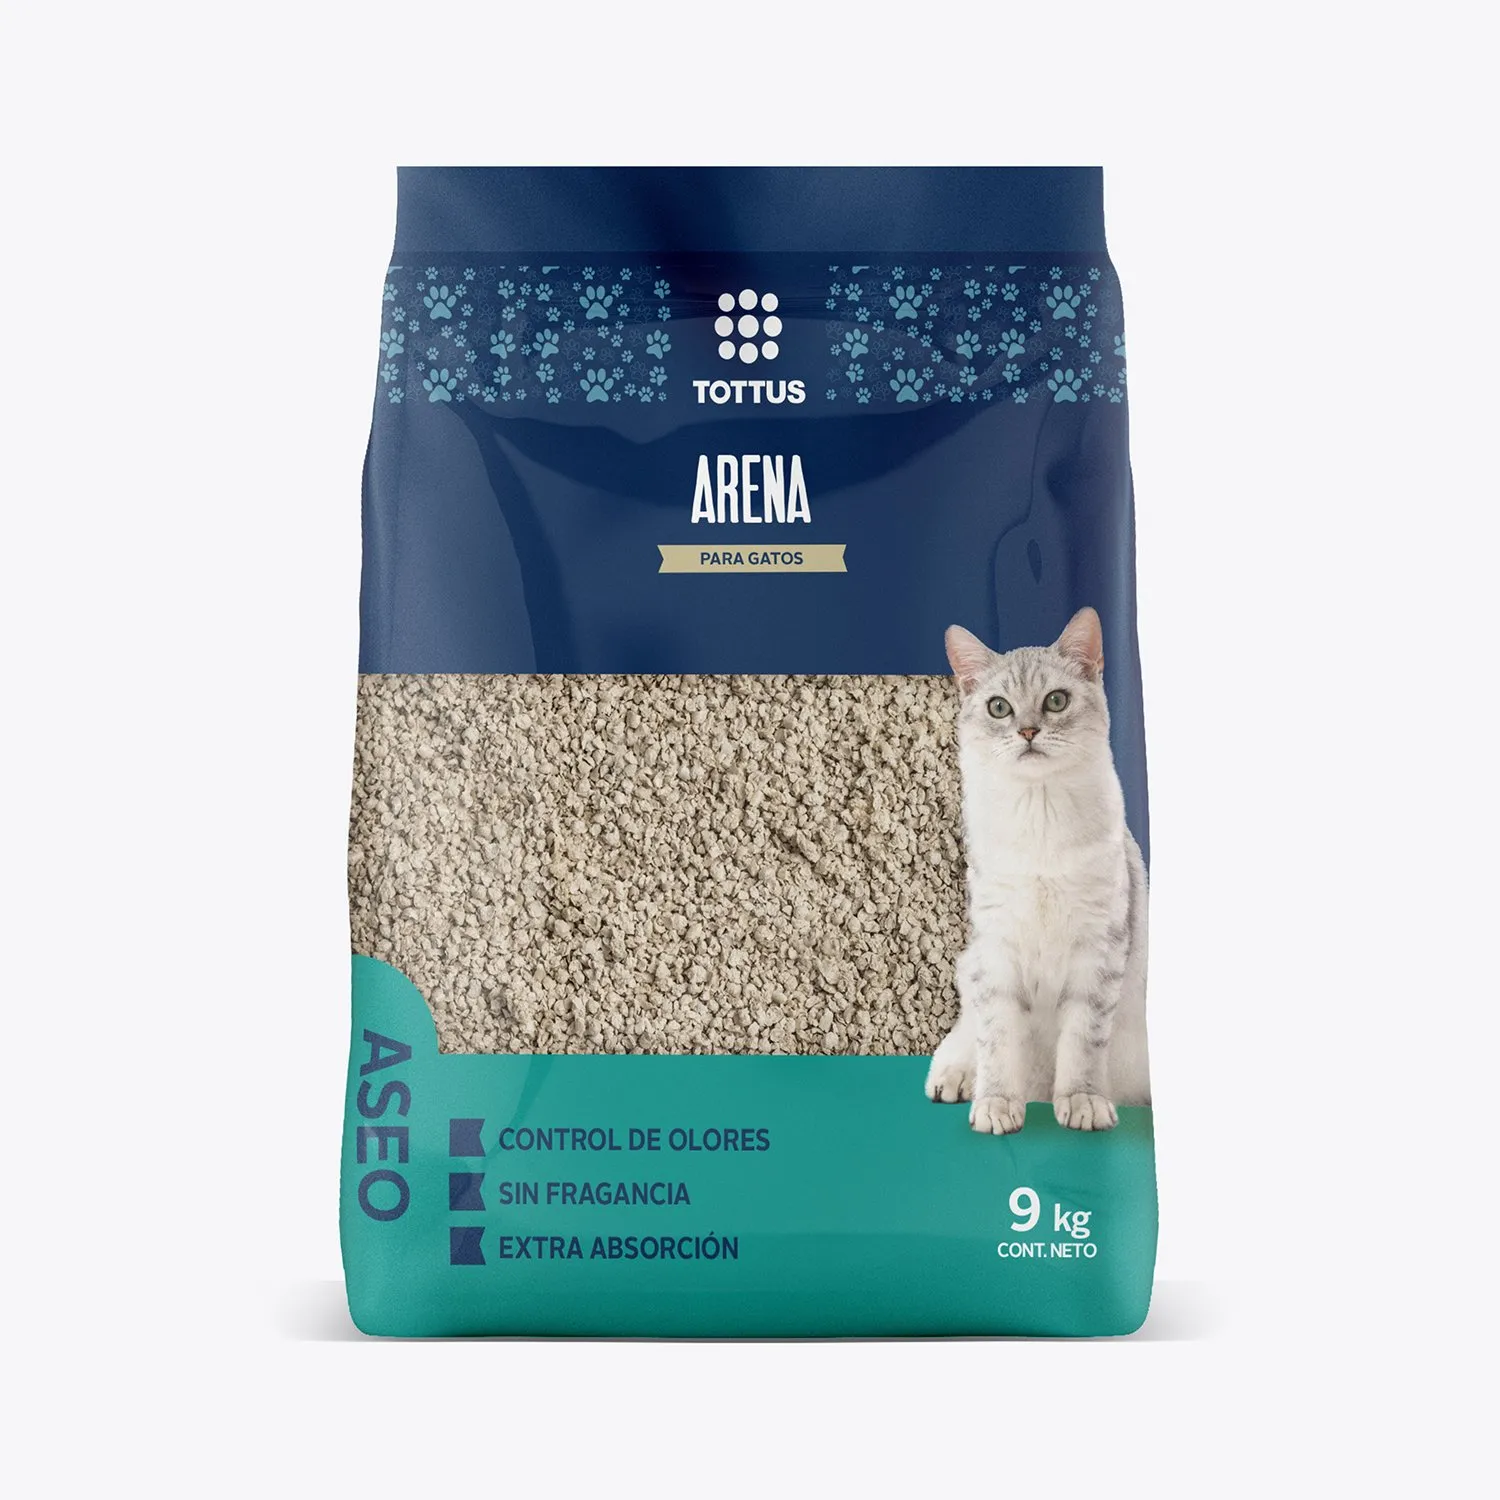 TOTTUS
ARENA
PARA GATOS
ASEO
CONTROL DE OLORES
SIN FRAGANCIA
EXTRA ABSORCIÓN
9 kg
CONT. NETO